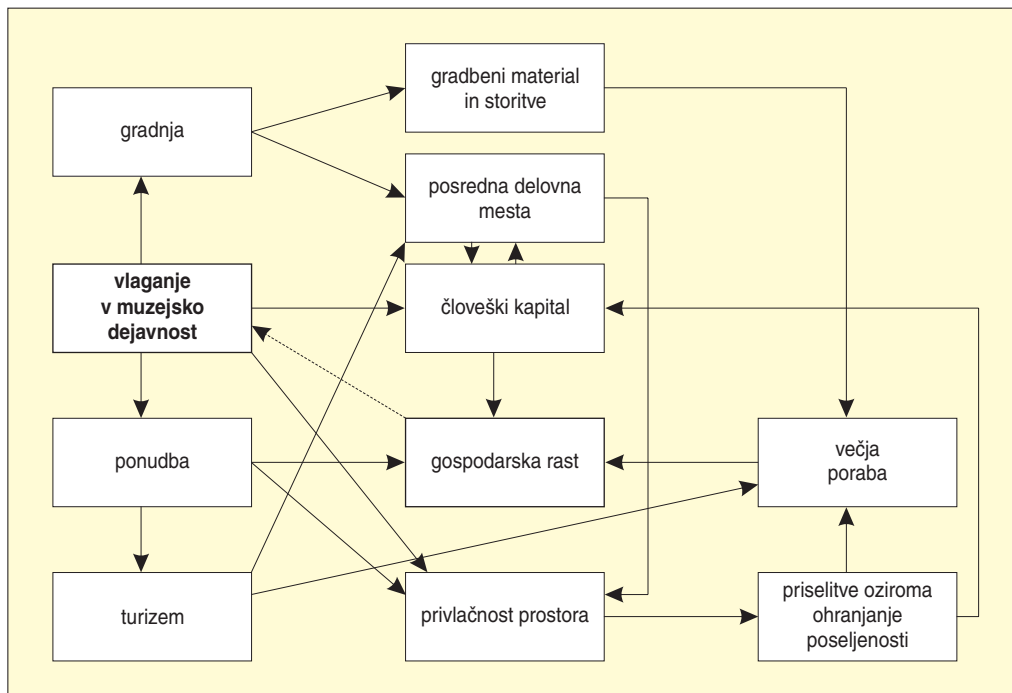 gradbeni material
in storitve
gradnja
posredna delovna
mesta
vlaganje
v muzejsko
dejavnost
človeški kapital
ponudba
gospodarska rast
večja
poraba
turizem
privlačnost prostora
priselitve oziroma
ohranjanje
poseljenosti